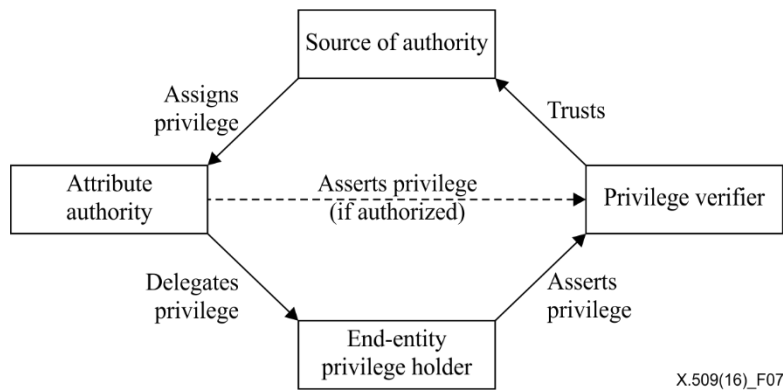 Source of authority
Assigns
privilege
Trusts
Attribute
authority
Asserts privilege
(if authorized)
Privilege verifier
Delegates
privilege
Asserts
privilege
End-entity
privilege holder
X.509(16)_F07